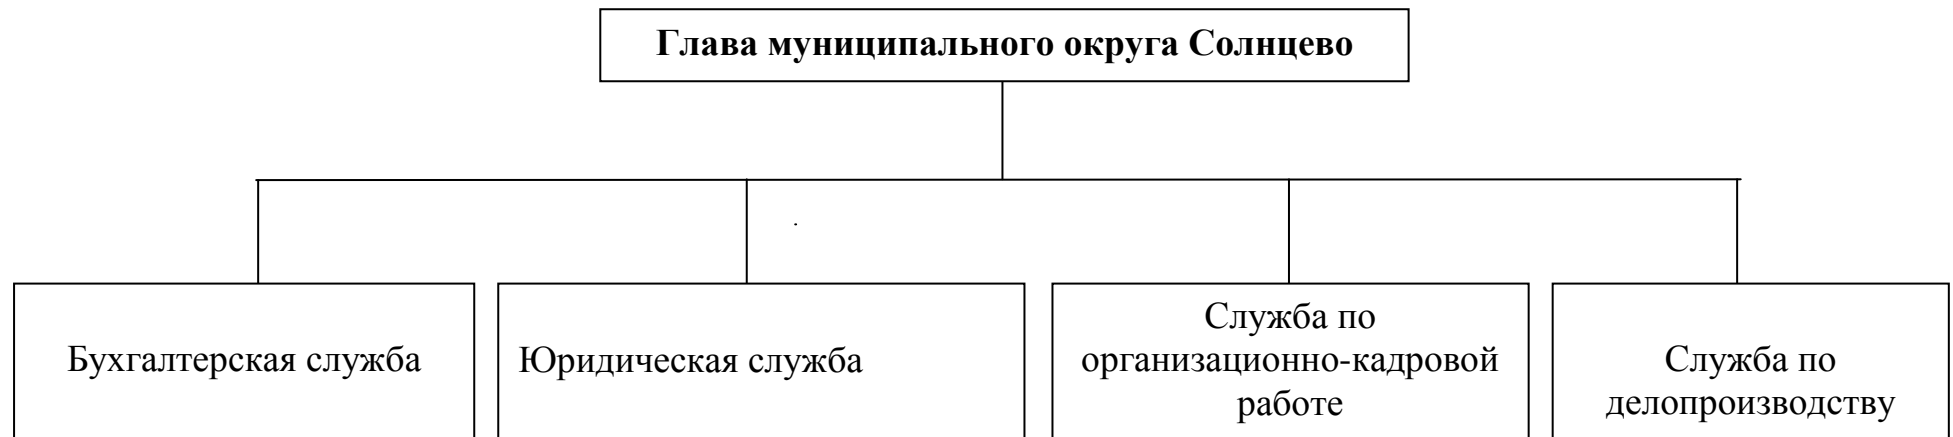 Глава муниципального округа Солнцево
Бухгалтерская служба
Юридическая служба
Служба по
организационно-кадровой
работе
Служба по
делопроизводству